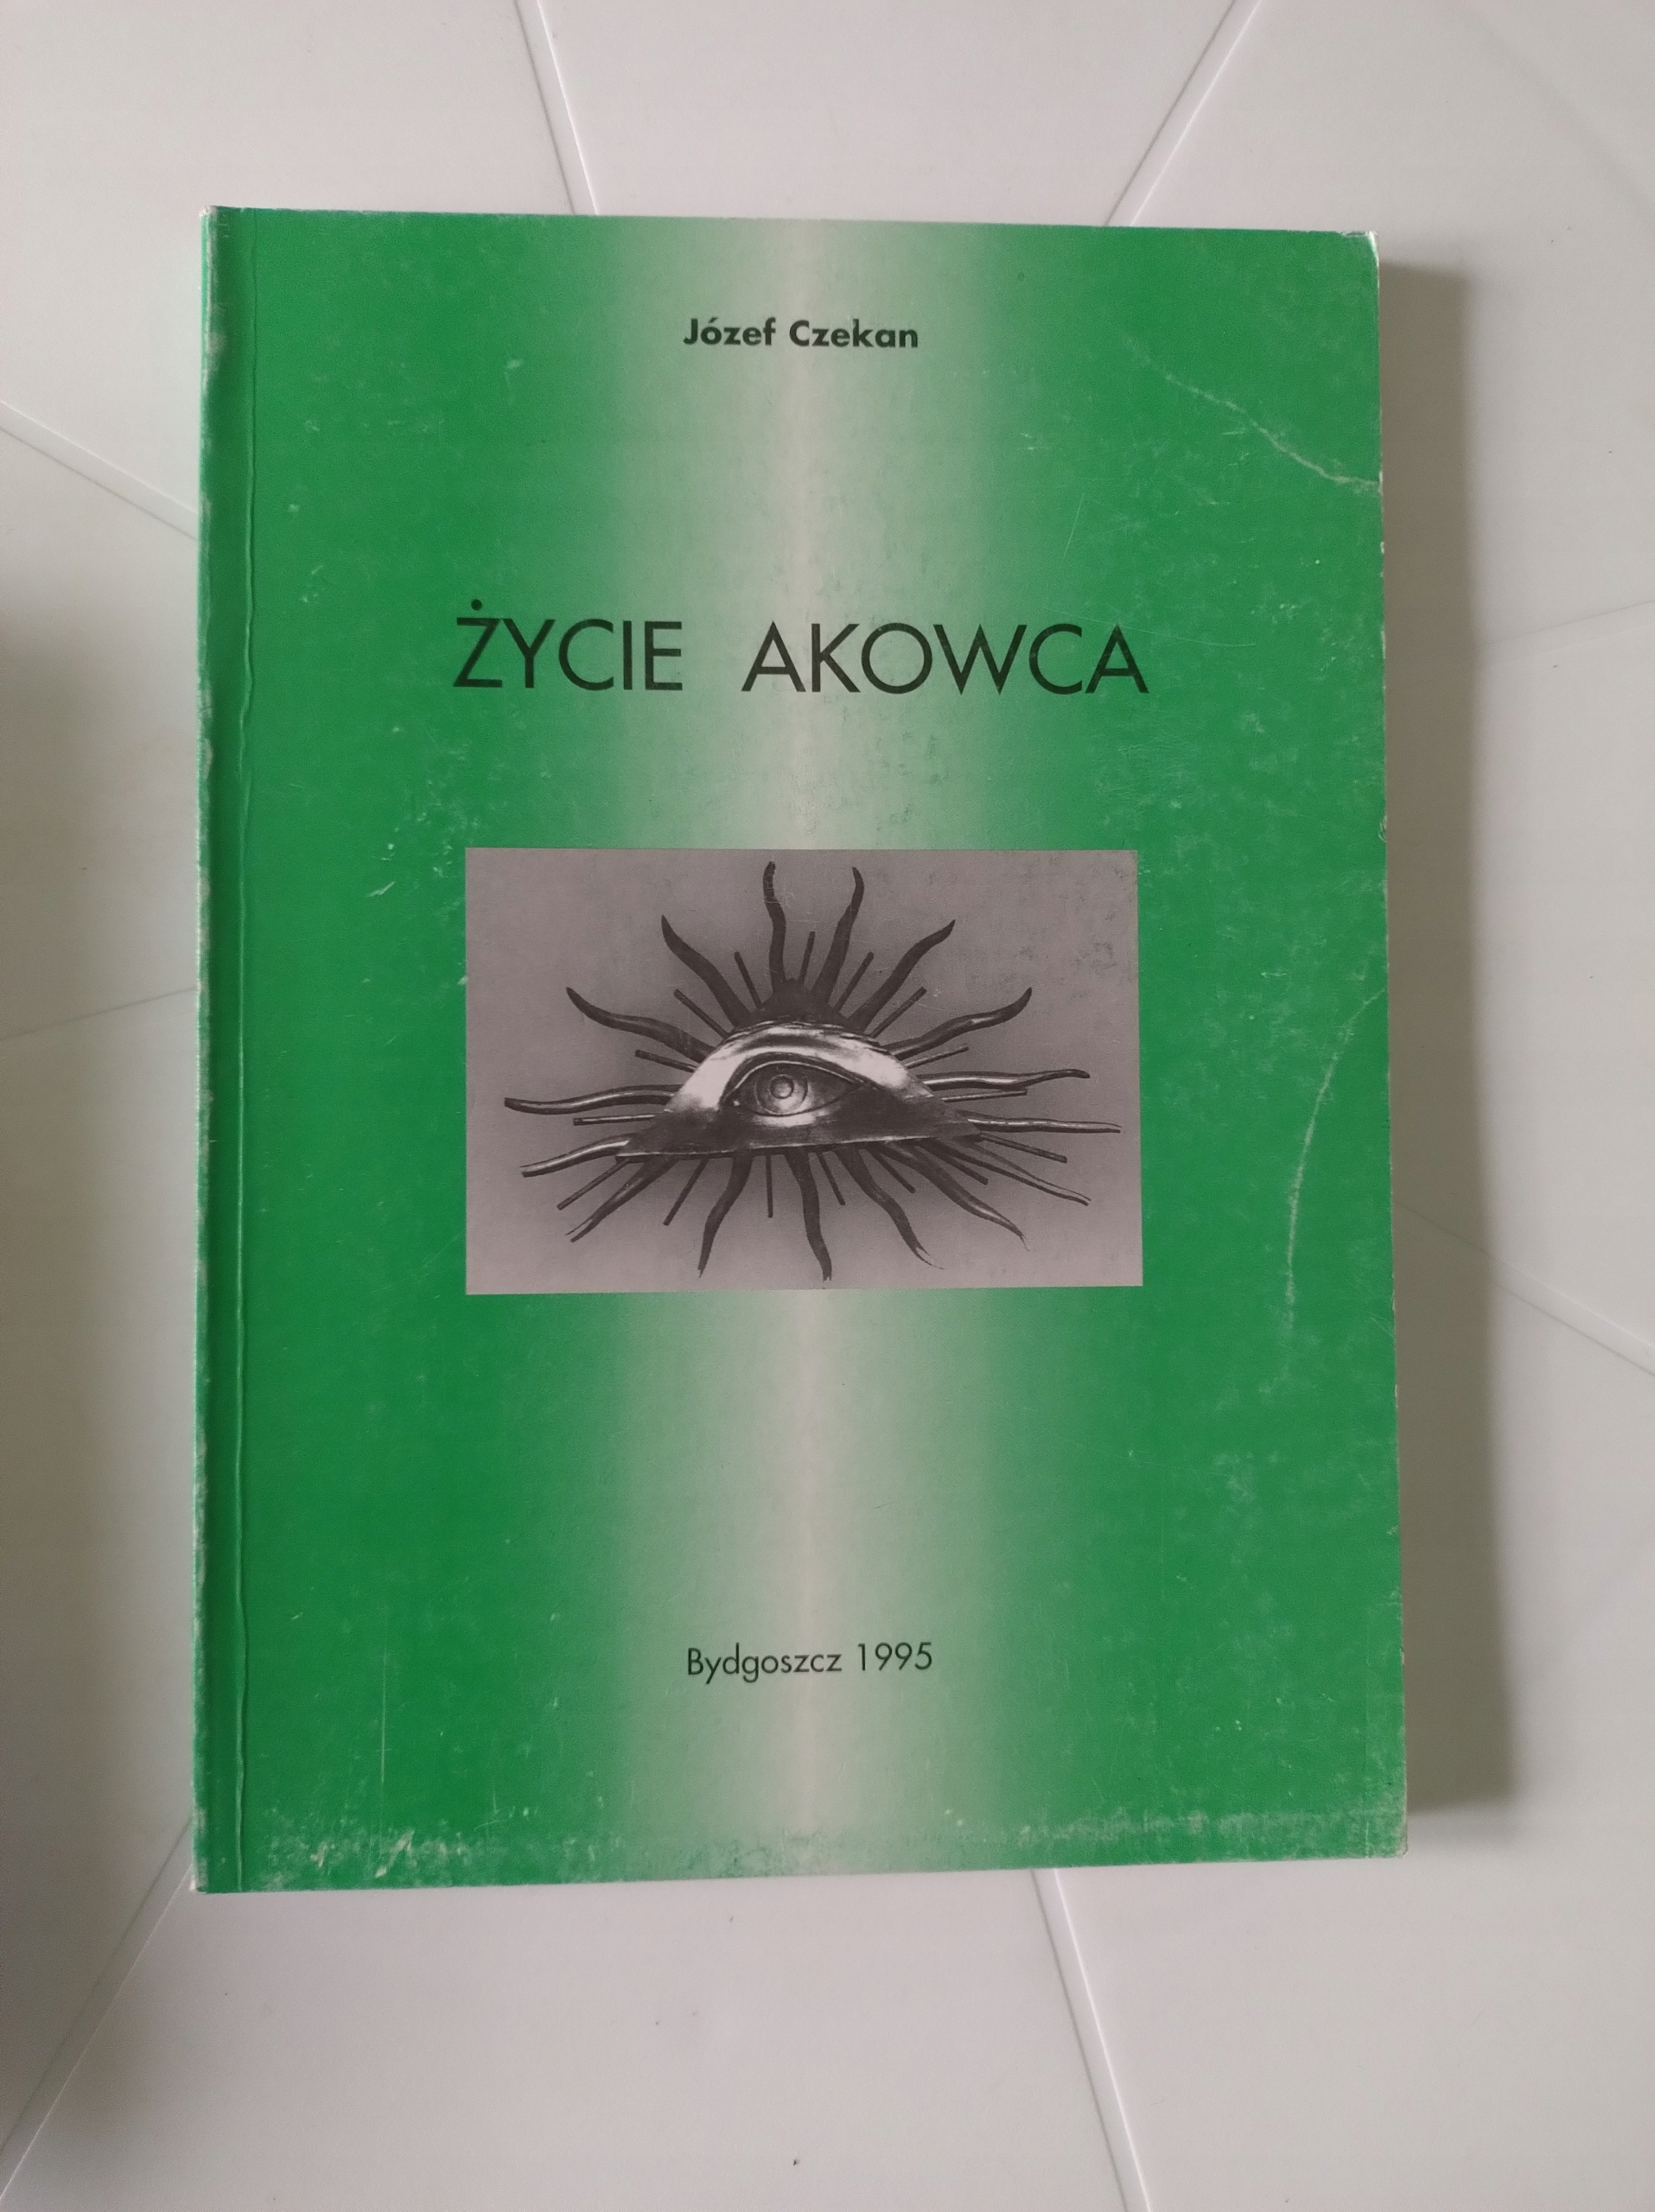 Józef Czekan
ŻYCIE AKOWCA
Bydgoszcz 1995